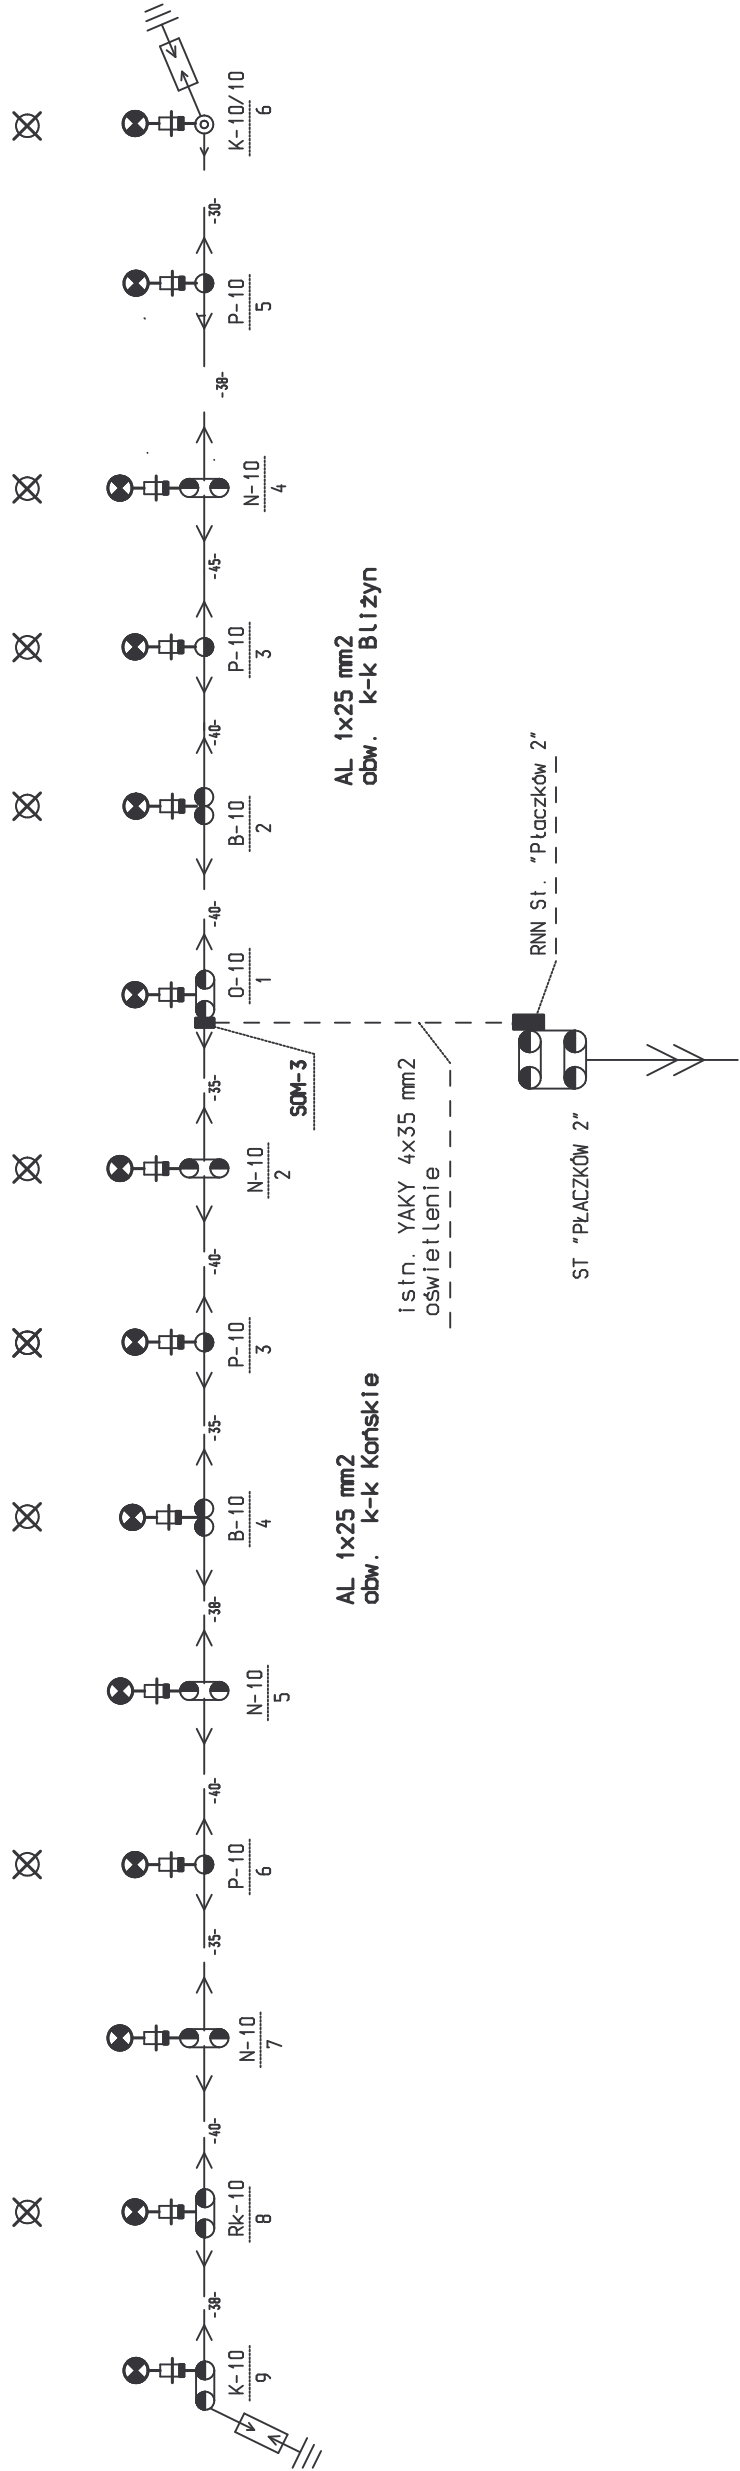 K-10/10
6
-30-
P-10
5
-38-
N-10
4
-45-
P-10
3
-40-
B-10
2
-40-
O-10
1
SOM-3
-35-
N-10
2
-40-
P-10
3
-35-
B-10
4
-38-
N-10
5
-40-
P-10
6
-35-
N-10
7
-40-
Rk-10
8
-38-
K-10
9
AL 1x25 mm2
obw. k-k Bliżyn
AL 1x25 mm2
obw. k-k Końskie
istn. YAKY 4x35 mm2
oświetlenie
RNN St. "Płaczków 2"
ST "PŁACZKÓW 2"